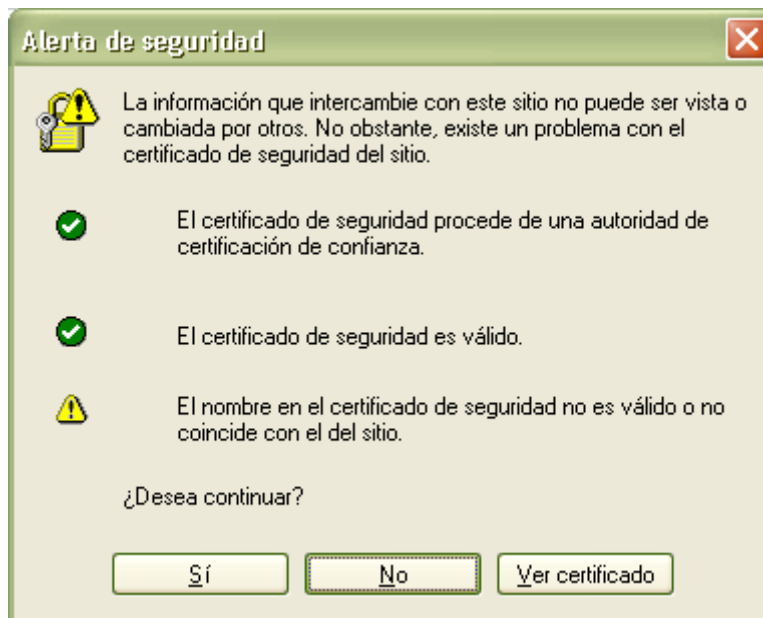 Alerta de seguridad
La información que intercambie con este sitio no puede ser vista o
cambiada por otros. No obstante, existe un problema con el
certificado de seguridad del sitio.
El certificado de seguridad procede de una autoridad de
certificación de confianza.
El certificado de seguridad es válido.
El nombre en el certificado de seguridad no es válido o no
coincide con el del sitio.
¿Desea continuar?
Sí
No
Ver certificado